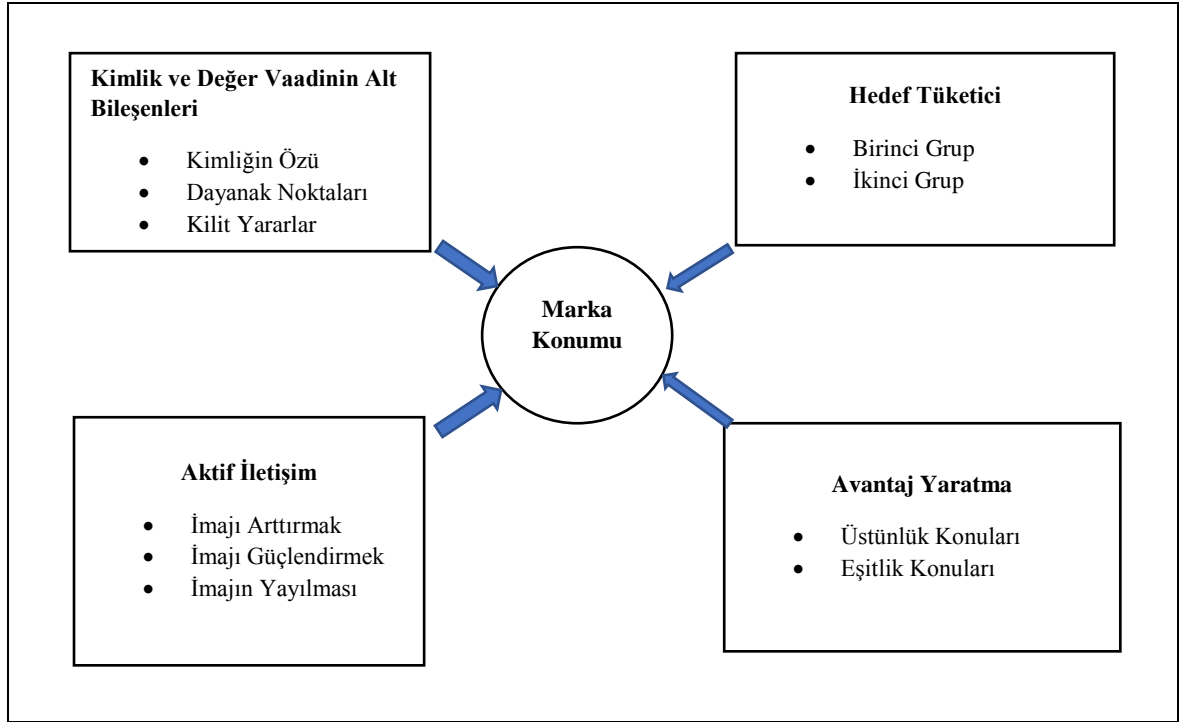 Kimlik ve Değer Vaadinin Alt
Bileşenleri
• Kimliğin Özü
• Dayanak Noktaları
• Kilit Yararlar
Hedef Tüketici
• Birinci Grup
• İkinci Grup
Marka
Konumu
Aktif İletişim
• İmajı Arttırmak
• İmajı Güçlendirmek
• İmajın Yayılması
Avantaj Yaratma
• Üstünlük Konuları
• Eşitlik Konuları